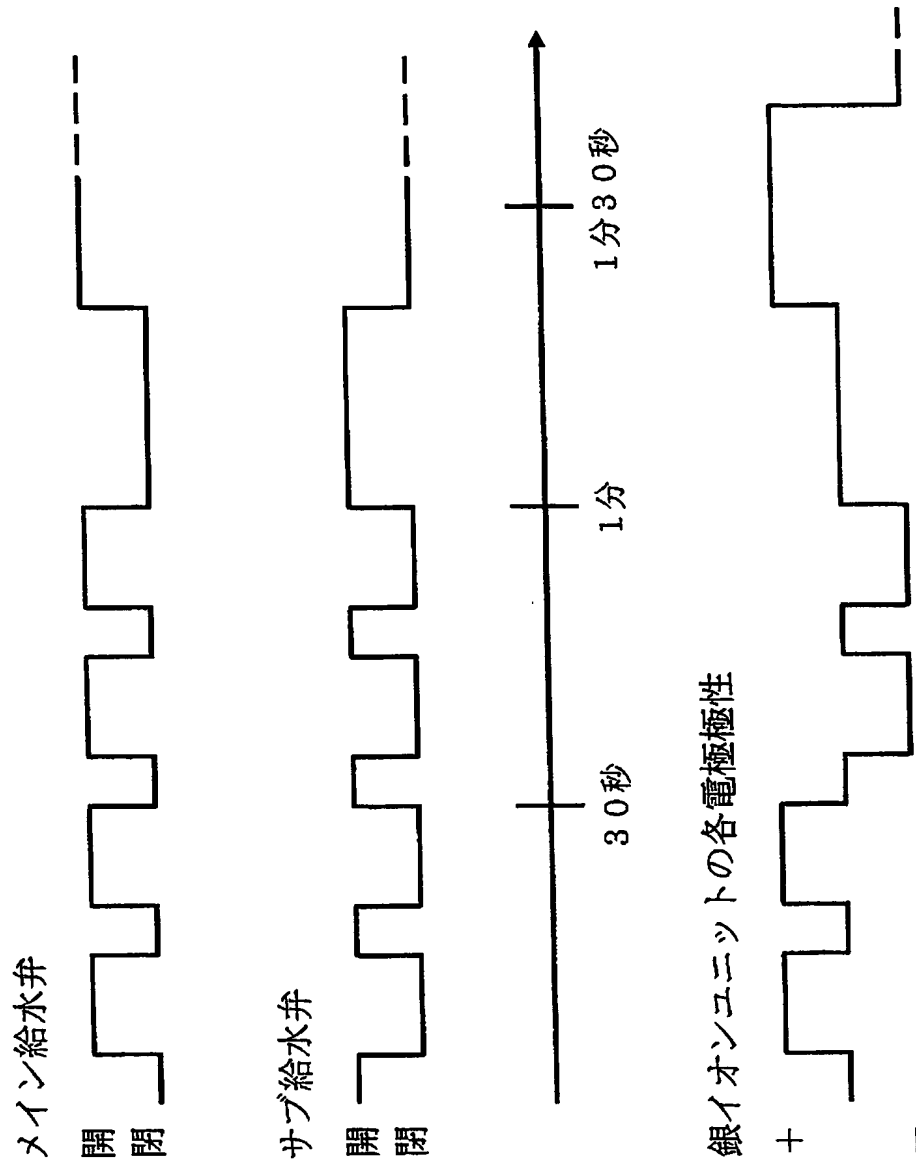 メイン給水弁
開
閉
サブ給水弁
開
閉
30秒
1分
1分30秒
銀イオンユニットの各電極極性
+